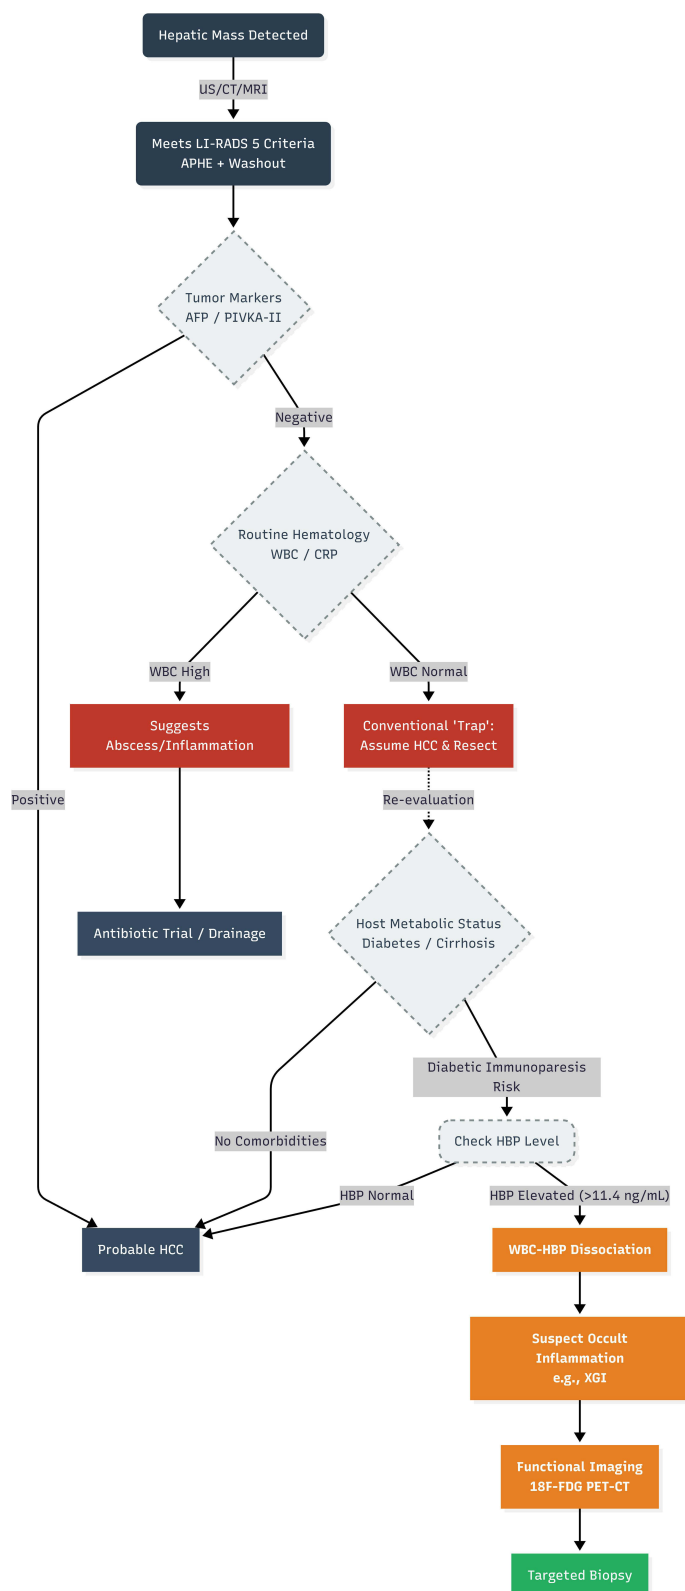 Hepatic Mass Detected
US/CT/MRI
Meets LI-RADS 5 Criteria
APHE + Washout
Tumor Markers
AFP / PIVKA-II
Negative
Routine Hematology
WBC / CRP
WBC High
WBC Normal
Suggests
Abscess/Inflammation
Conventional 'Trap':
Assume HCC & Resect
Positive
Re-evaluation
Antibiotic Trial / Drainage
Host Metabolic Status
Diabetes / Cirrhosis
Diabetic Immunoparesis
Risk
No Comorbidities
Check HBP Level
HBP Normal
HBP Elevated (>11.4 ng/mL)
Probable HCC
WBC-HBP Dissociation
Suspect Occult
Inflammation
e.g., XGI
Functional Imaging
18F-FDG PET-CT
Targeted Biopsy